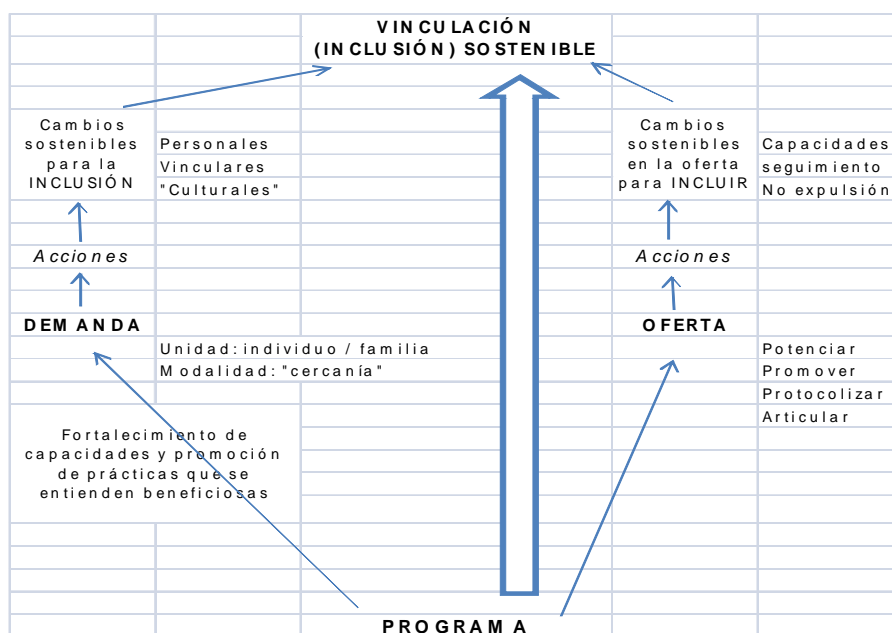 VINCULACIÓN
(INCLUSIÓN) SOSTENIBLE
Cambios
sostenibles
para la
INCLUSIÓN
Personales
Vinculares
"Culturales"
Cambios
sostenibles
en la oferta
para INCLUIR
Capacidades
seguimiento
No expulsión
Acciones
Acciones
DEMANDA
OFERTA
Unidad: individuo / familia
Modalidad: "cercanía"
Potenciar
Promover
Protocolizar
Articular
Fortalecimiento de
capacidades y promoción
de prácticas que se
entienden beneficiosas
PROGRAMA